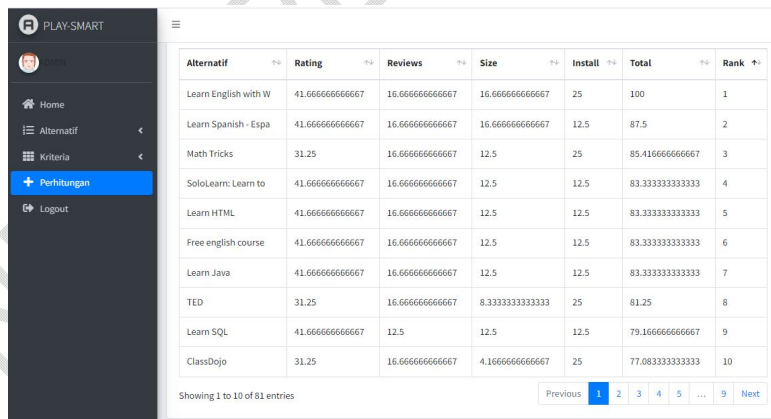 PLAY-SMART
ADMIN
Home
Alternatif
Kriteria
Perhitungan
Logout
Alternatif Rating Reviews Size Install Total Rank
Learn English with W 41.666666666667 16.666666666667 16.666666666667 25 100 1
Learn Spanish - Espa 41.666666666667 16.666666666667 16.666666666667 12.5 87.5 2
Math Tricks 31.25 16.666666666667 12.5 25 85.416666666667 3
SoloLearn: Learn to 41.666666666667 16.666666666667 12.5 12.5 83.333333333333 4
Learn HTML 41.666666666667 16.666666666667 12.5 12.5 83.333333333333 5
Free english course 41.666666666667 16.666666666667 12.5 12.5 83.333333333333 6
Learn Java 41.666666666667 16.666666666667 12.5 12.5 83.333333333333 7
TED 31.25 16.666666666667 8.3333333333333 25 81.25 8
Learn SQL 41.666666666667 12.5 12.5 12.5 79.166666666667 9
ClassDojo 31.25 16.666666666667 4.1666666666667 25 77.083333333333 10
Showing 1 to 10 of 81 entries
Previous 1 2 3 4 5 ... 9 Next